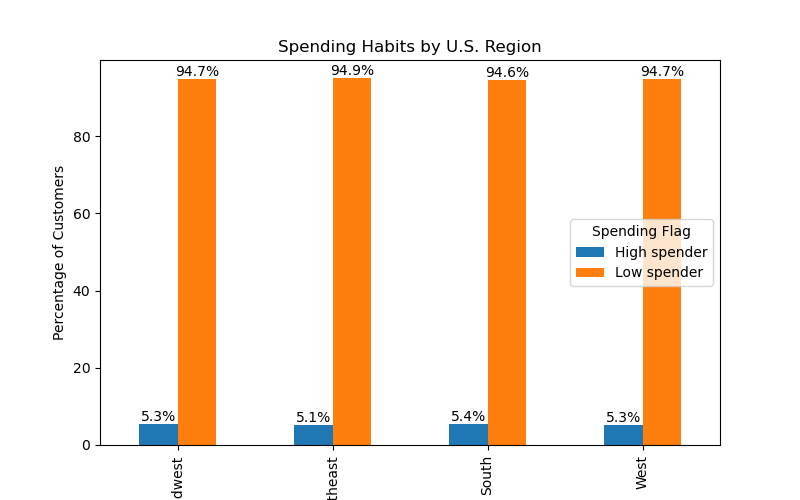 Spending Habits by U.S. Region
94.7%
94.9%
94.6%
94.7%
80
60
40
20
0
Percentage of Customers
Spending Flag
High spender
Low spender
5.3%
5.1%
5.4%
5.3%
dwest
theast
South
West